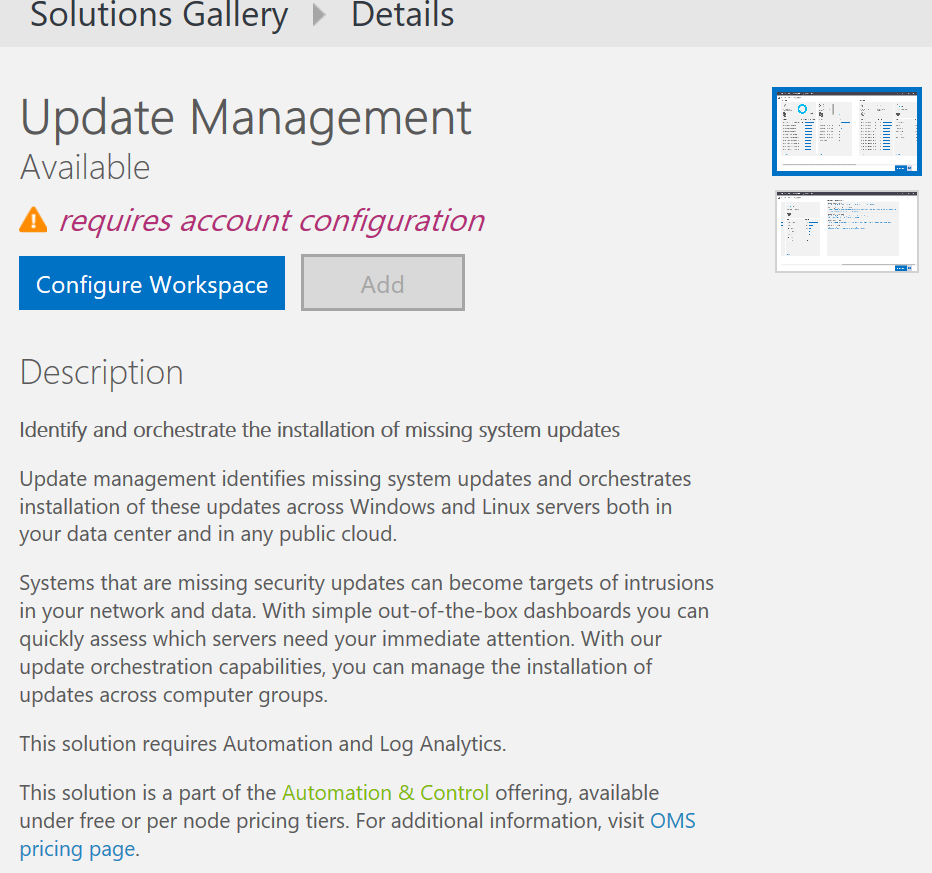 Solutions Gallery Details
Update Management
Available
requires account configuration
Configure Workspace Add
Description
Identify and orchestrate the installation of missing system updates
Update management identifies missing system updates and orchestrates
installation of these updates across Windows and Linux servers both in
your data center and in any public cloud.
Systems that are missing security updates can become targets of intrusions
in your network and data. With simple out-of-the-box dashboards you can
quickly assess which servers need your immediate attention. With our
update orchestration capabilities, you can manage the installation of
updates across computer groups.
This solution requires Automation and Log Analytics.
This solution is a part of the Automation & Control offering, available
under free or per node pricing tiers. For additional information, visit OMS
pricing page.